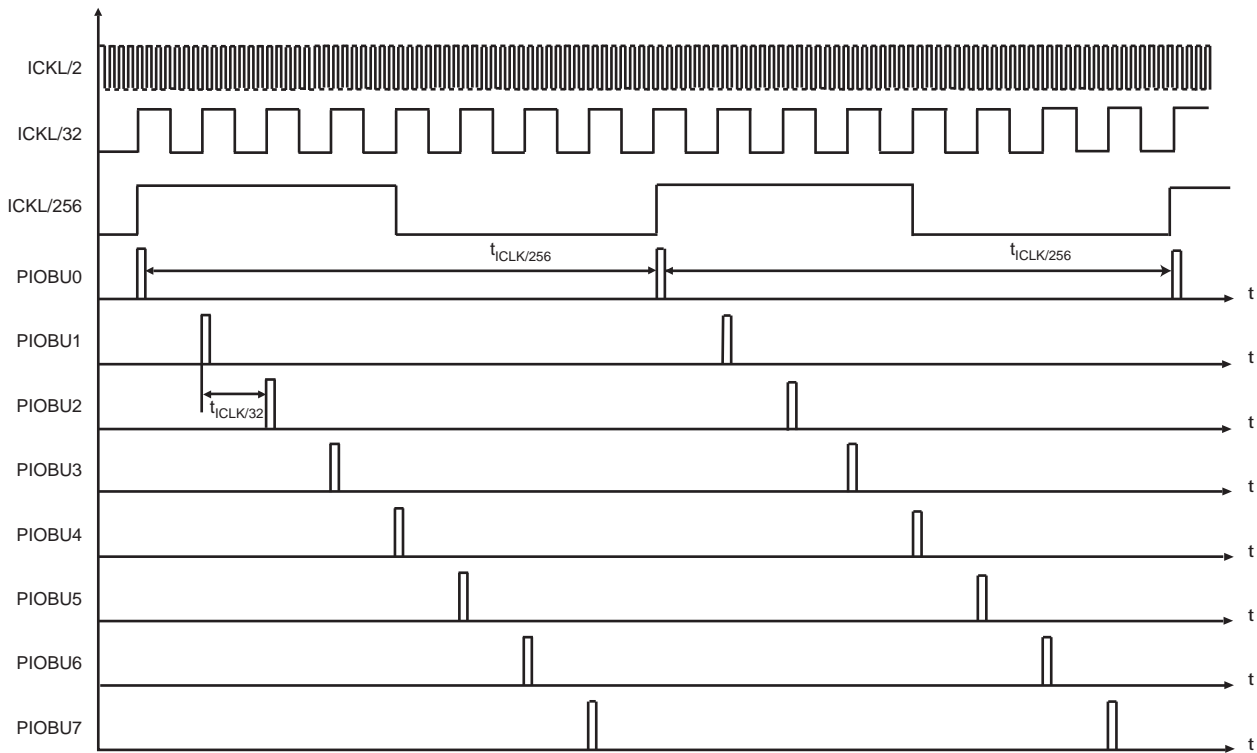 ICKL/2
ICKL/32
ICKL/256
tICLK/256
tICLK/256
PIOBU0
t
PIOBU1
t
PIOBU2
tICLK/32
t
PIOBU3
t
PIOBU4
t
PIOBU5
t
PIOBU6
t
PIOBU7
t